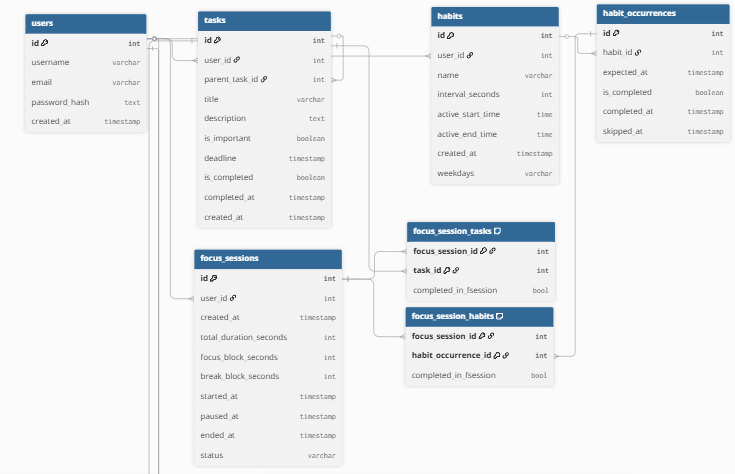 users
id int
username varchar
email varchar
password_hash text
created_at timestamp
tasks
id int
user_id int
parent_task_id int
title varchar
description text
is_important boolean
deadline timestamp
is_completed boolean
completed_at timestamp
created_at timestamp
habits
id int
user_id int
name varchar
interval_seconds int
active_start_time time
active_end_time time
created_at timestamp
weekdays varchar
habit_occurrences
id int
habit_id int
expected_at timestamp
is_completed boolean
completed_at timestamp
skipped_at timestamp
focus_sessions
id int
user_id int
created_at timestamp
total_duration_seconds int
focus_block_seconds int
break_block_seconds int
started_at timestamp
paused_at timestamp
ended_at timestamp
status varchar
focus_session_tasks
focus_session_id int
task_id int
completed_in_fsession bool
focus_session_habits
focus_session_id int
habit_occurrence_id int
completed_in_fsession bool